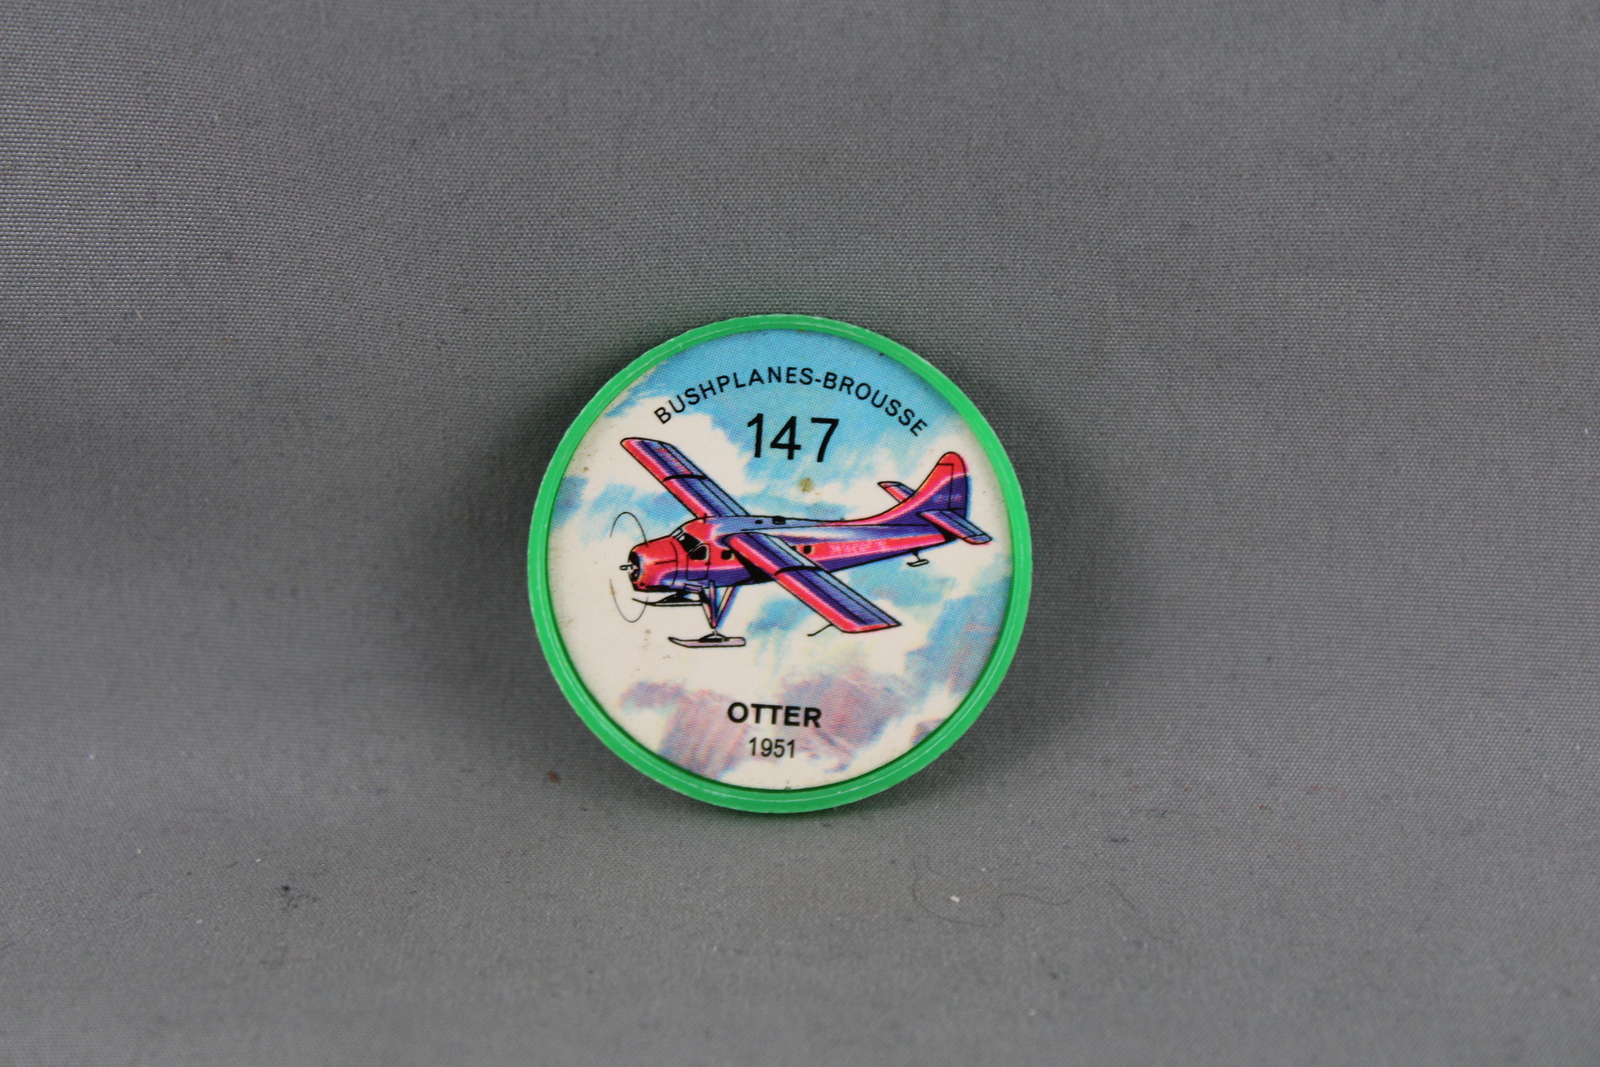 BUSHPLANES-BROUSSE
147
OTTER
1951